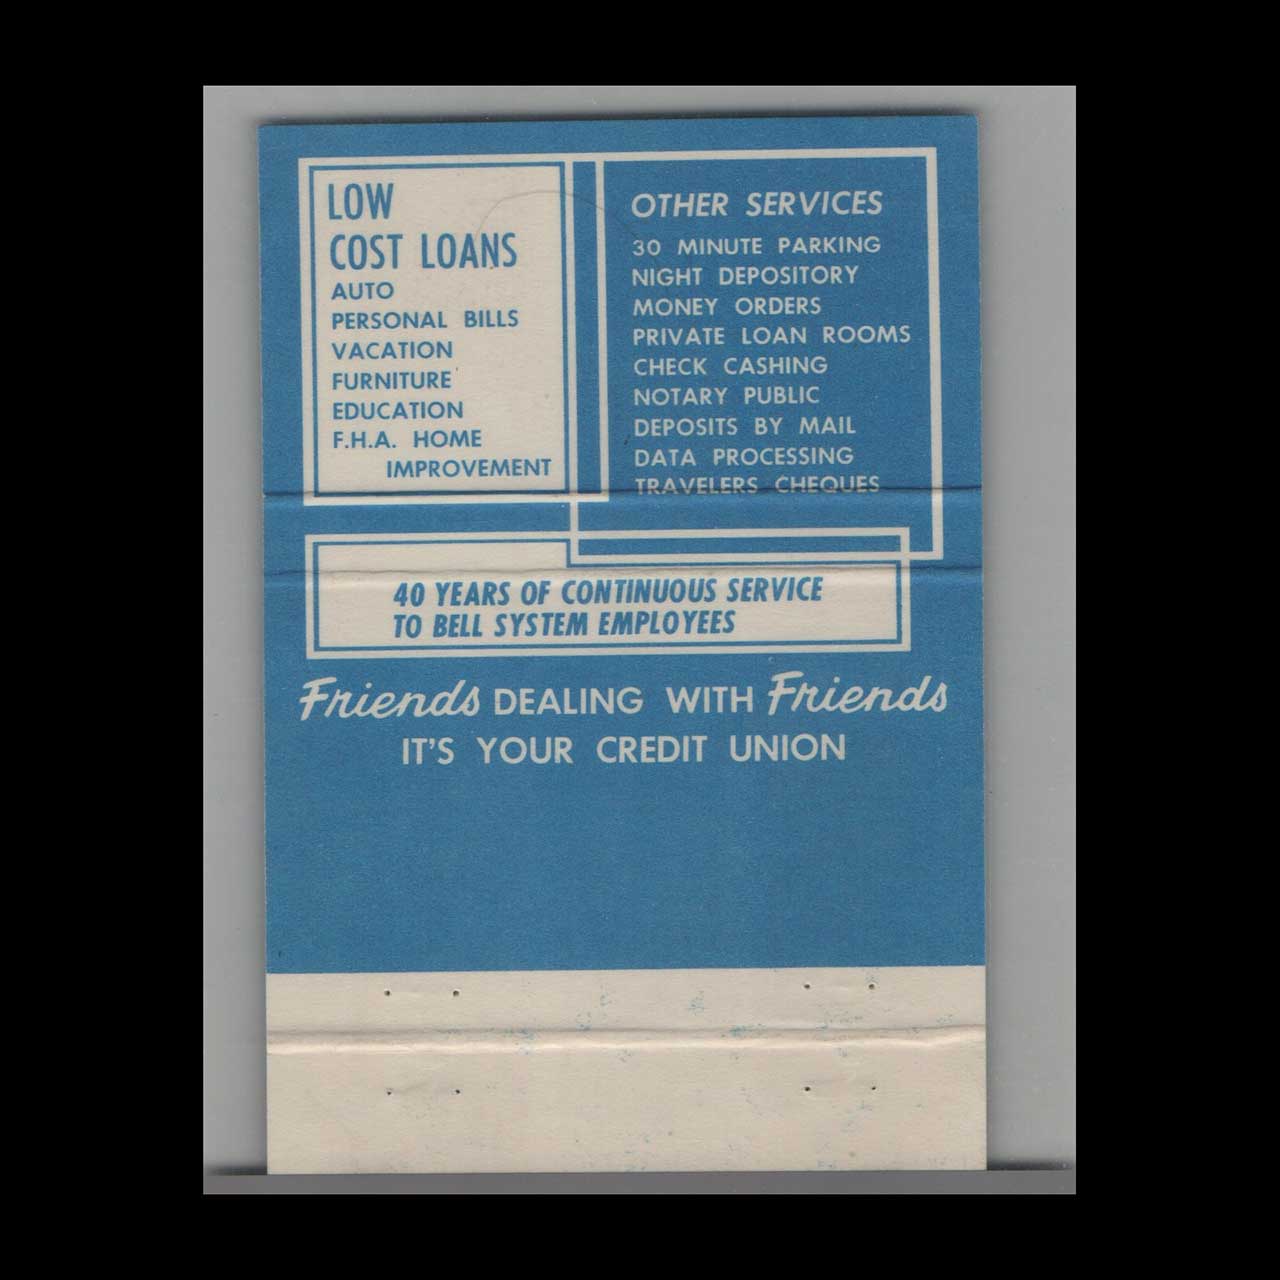 LOW
COST LOANS
AUTO
PERSONAL BILLS
VACATION
FURNITURE
EDUCATION
F.H.A. HOME
IMPROVEMENT
OTHER SERVICES
30 MINUTE PARKING
NIGHT DEPOSITORY
MONEY ORDERS
PRIVATE LOAN ROOMS
CHECK CASHING
NOTARY PUBLIC
DEPOSITS BY MAIL
DATA PROCESSING
TRAVELERS CHEQUES
40 YEARS OF CONTINUOUS SERVICE
TO BELL SYSTEM EMPLOYEES
Friends DEALING WITH Friends
IT'S YOUR CREDIT UNION